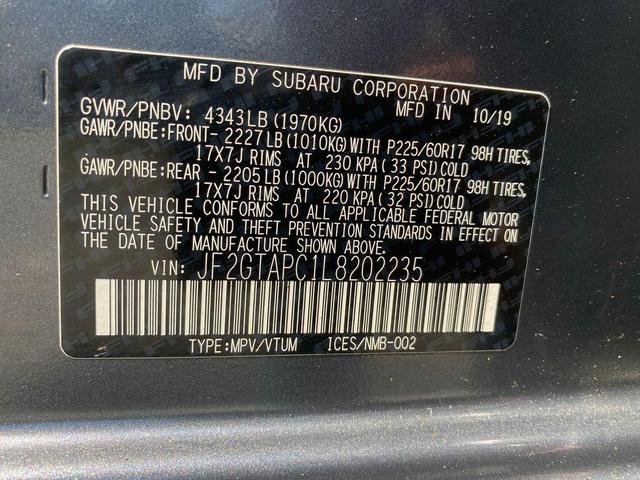 MFD BY SUBARU CORPORATION
MFD IN 10/19
GVWR/PNBV: 4343LB (1970KG)
GAWR/PNBE:FRONT- 2227LB (1010KG) WITH P225/60R17 98H TIRES,
17X7J RIMS AT 230 KPA (33 PSI) COLD
GAWR/PNBE:REAR - 2205LB (1000KG) WITH P225/60R17 98H TIRES,
17X7J RIMS AT 220 KPA (32 PSI) COLD
THIS VEHICLE CONFORMS TO ALL APPLICABLE FEDERAL MOTOR
VEHICLE SAFETY AND THEFT PREVENTION STANDARDS IN EFFECT ON
THE DATE OF MANUFACTURE SHOWN ABOVE.
VIN: JF2GTAPC1L8202235
TYPE:MPV/VTUM ICES/NMB-002